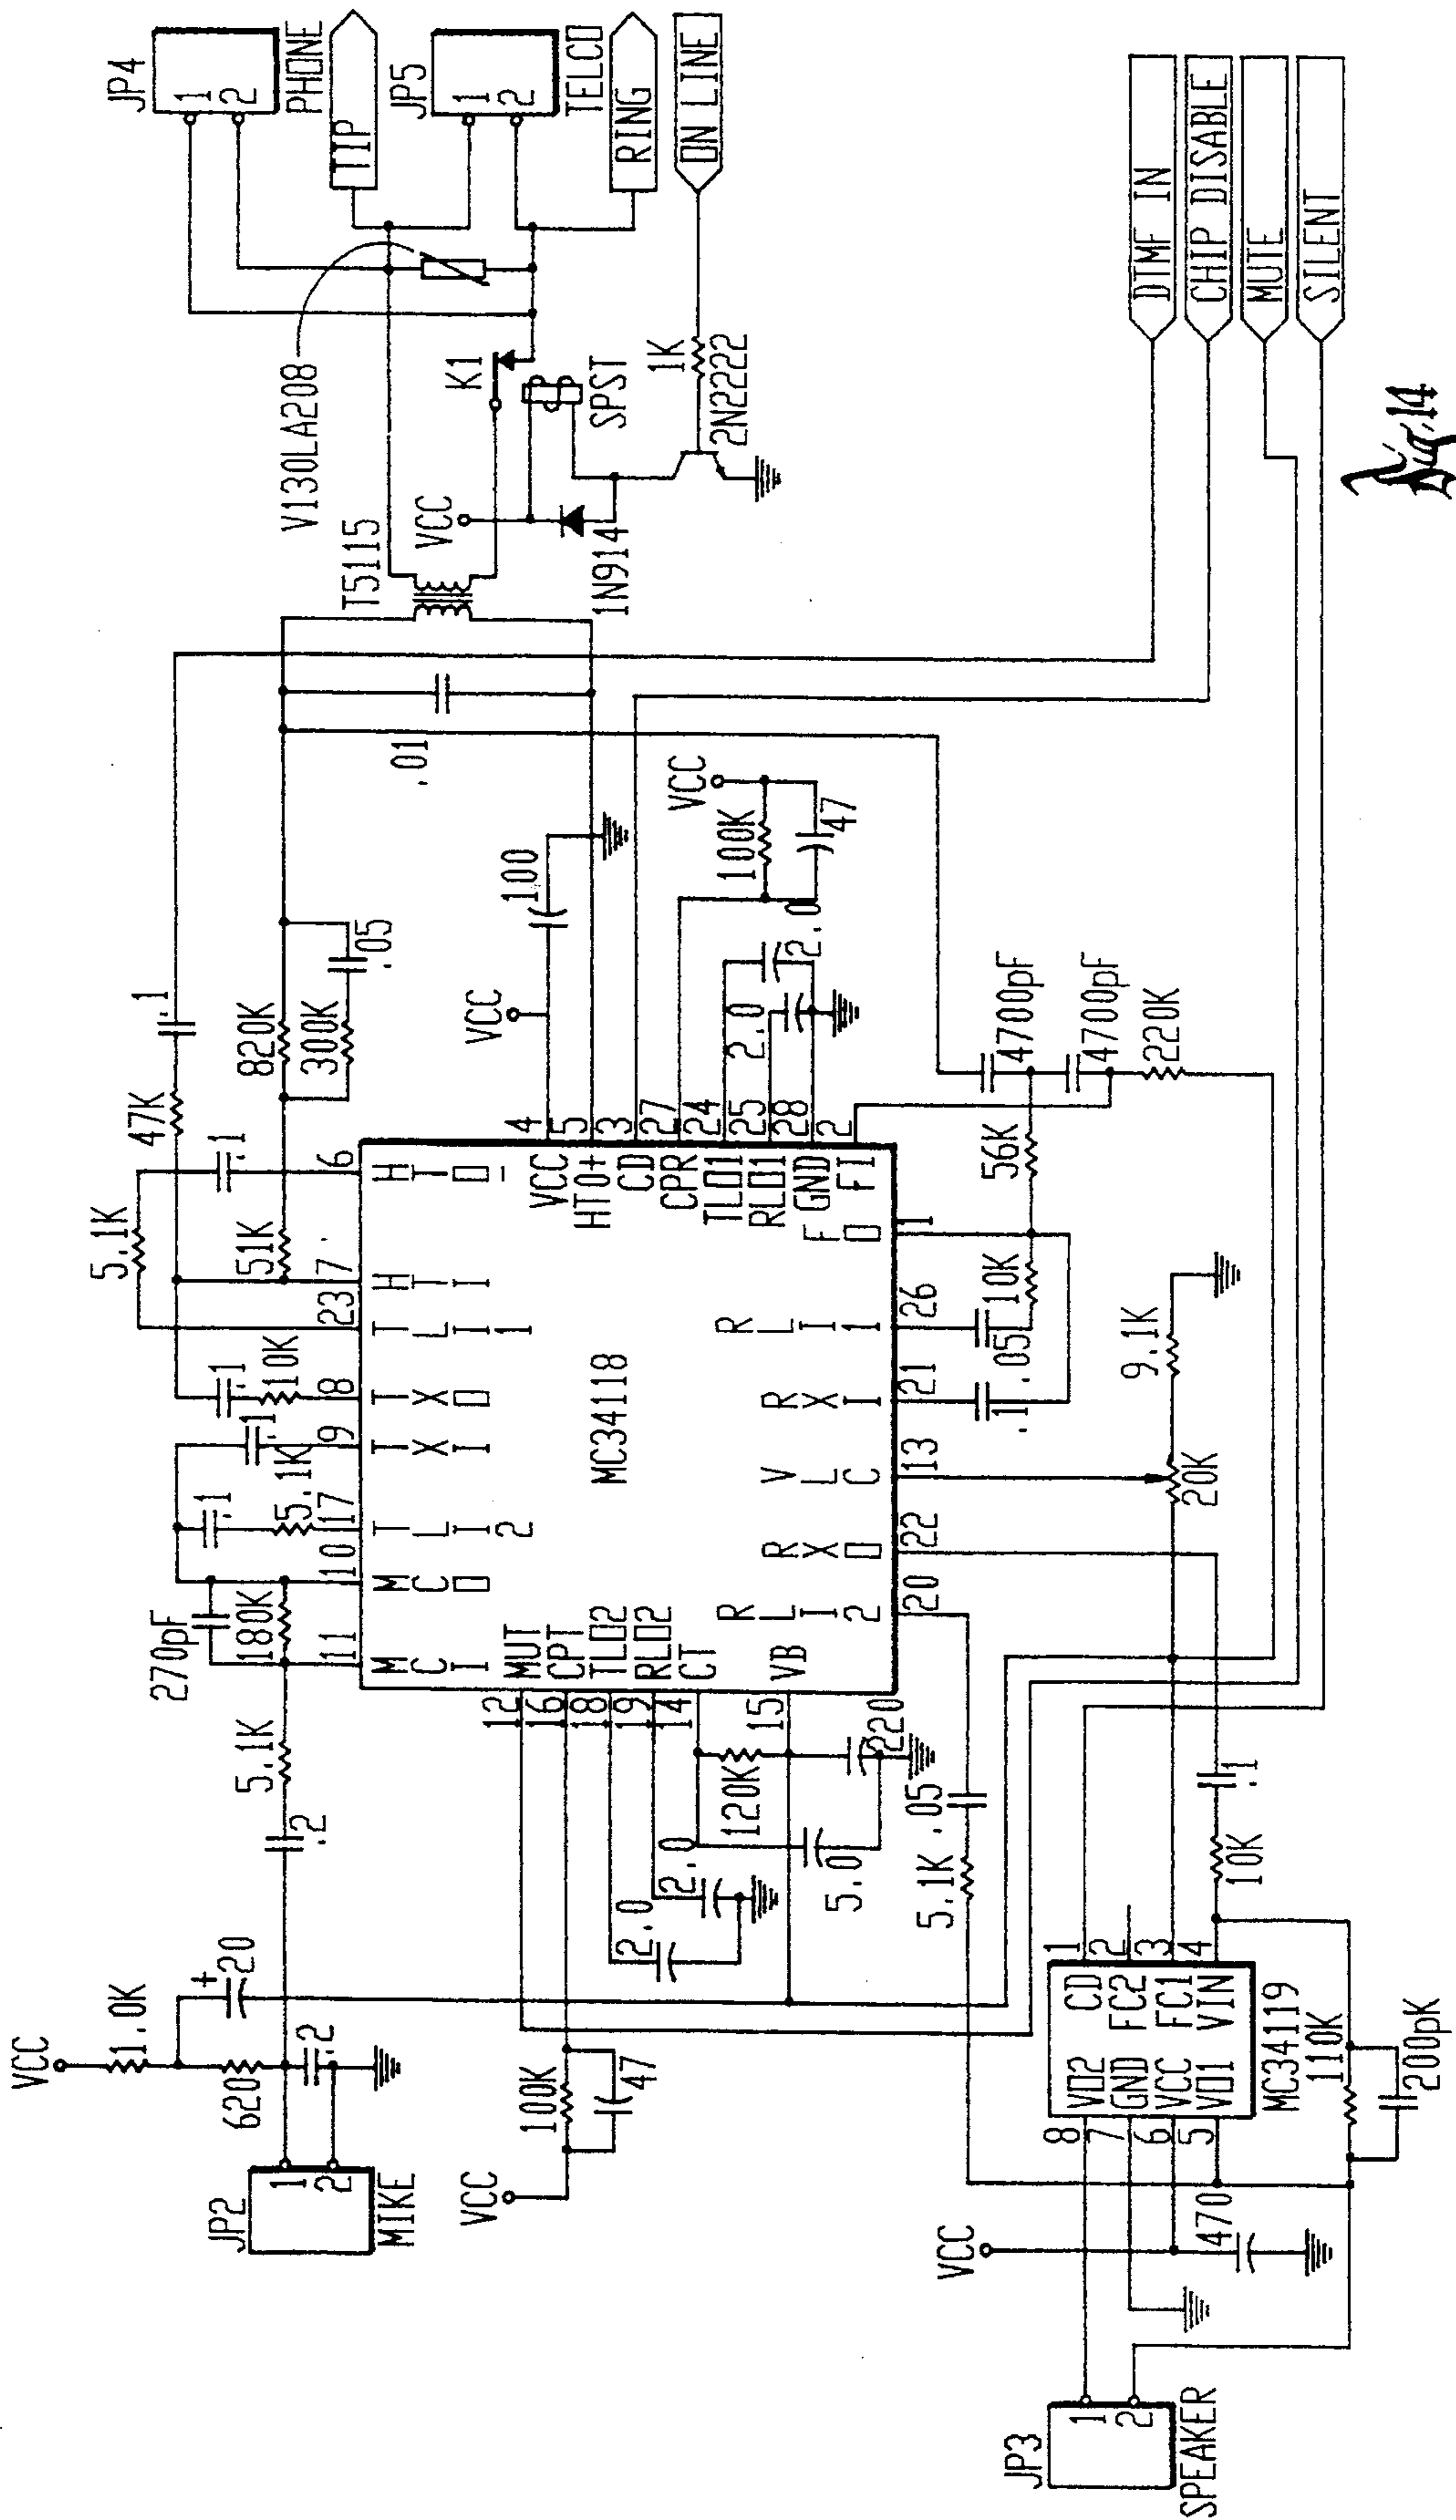 JP4
1
2
PHONE
TIP
JP5
1
2
TELCO
RING
ON LINE
V130LA208
K1
SPST
1K
2N2222
VCC
1N914
T5115
DTMF IN
CHIP DISABLE
MUTE
SILENT
Fig. 14
.01
.1
47K
820K
300K
.05
5.1K
.1
51K
VCC
100
VCC
100K
47
2.0
2.0
4700pF
4700pF
220K
56K
10K
.05
.1
9.1K
20K
6
7
23
8
9
17
10
11
.1
10K
.1
5.1K
.1
5.1K
270pF
180K
5.1K
.2
HTO-
HTI
TLI1
TXO
TXI
TLI2
MCO
MCI
4
5
3
27
24
25
28
2
VCC
HTO+
CD
CPR
TLO1
RLO1
GND
FI
FO
1
RLI1
26
RXI
21
VLC
13
RXO
22
RLI2
20
MC34118
MUT
CPT
TLO2
RLO2
CT
VB
12
16
18
19
14
15
120K
220
5.0
2.0
2.0
5.1K
.05
.1
10K
VCC
1.0K
+
20
620
.2
JP2
1
2
MIKE
VCC
100K
47
1
2
3
4
CD
FC2
FC1
VIN
VO2
GND
VCC
VO1
8
7
6
5
MC34119
110K
200pK
VCC
470
JP3
1
2
SPEAKER